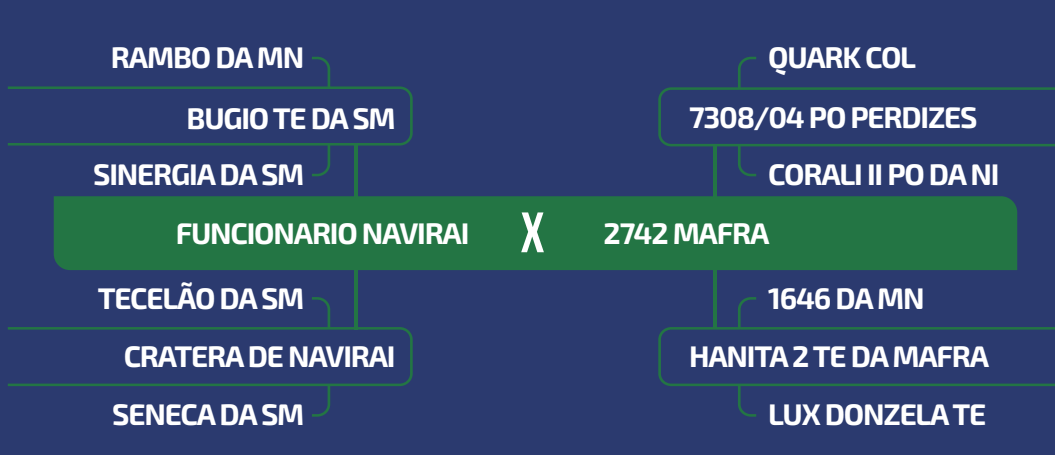 RAMBO DA MN
QUARK COL
BUGIO TE DA SM
7308/04 PO PERDIZES
SINERGIA DA SM
CORALI II PO DA NI
FUNCIONARIO NAVIRAI X 2742 MAFRA
TECELÃO DA SM
1646 DA MN
CRATERA DE NAVIRAI
HANITA 2 TE DA MAFRA
SENECA DA SM
LUX DONZELA TE